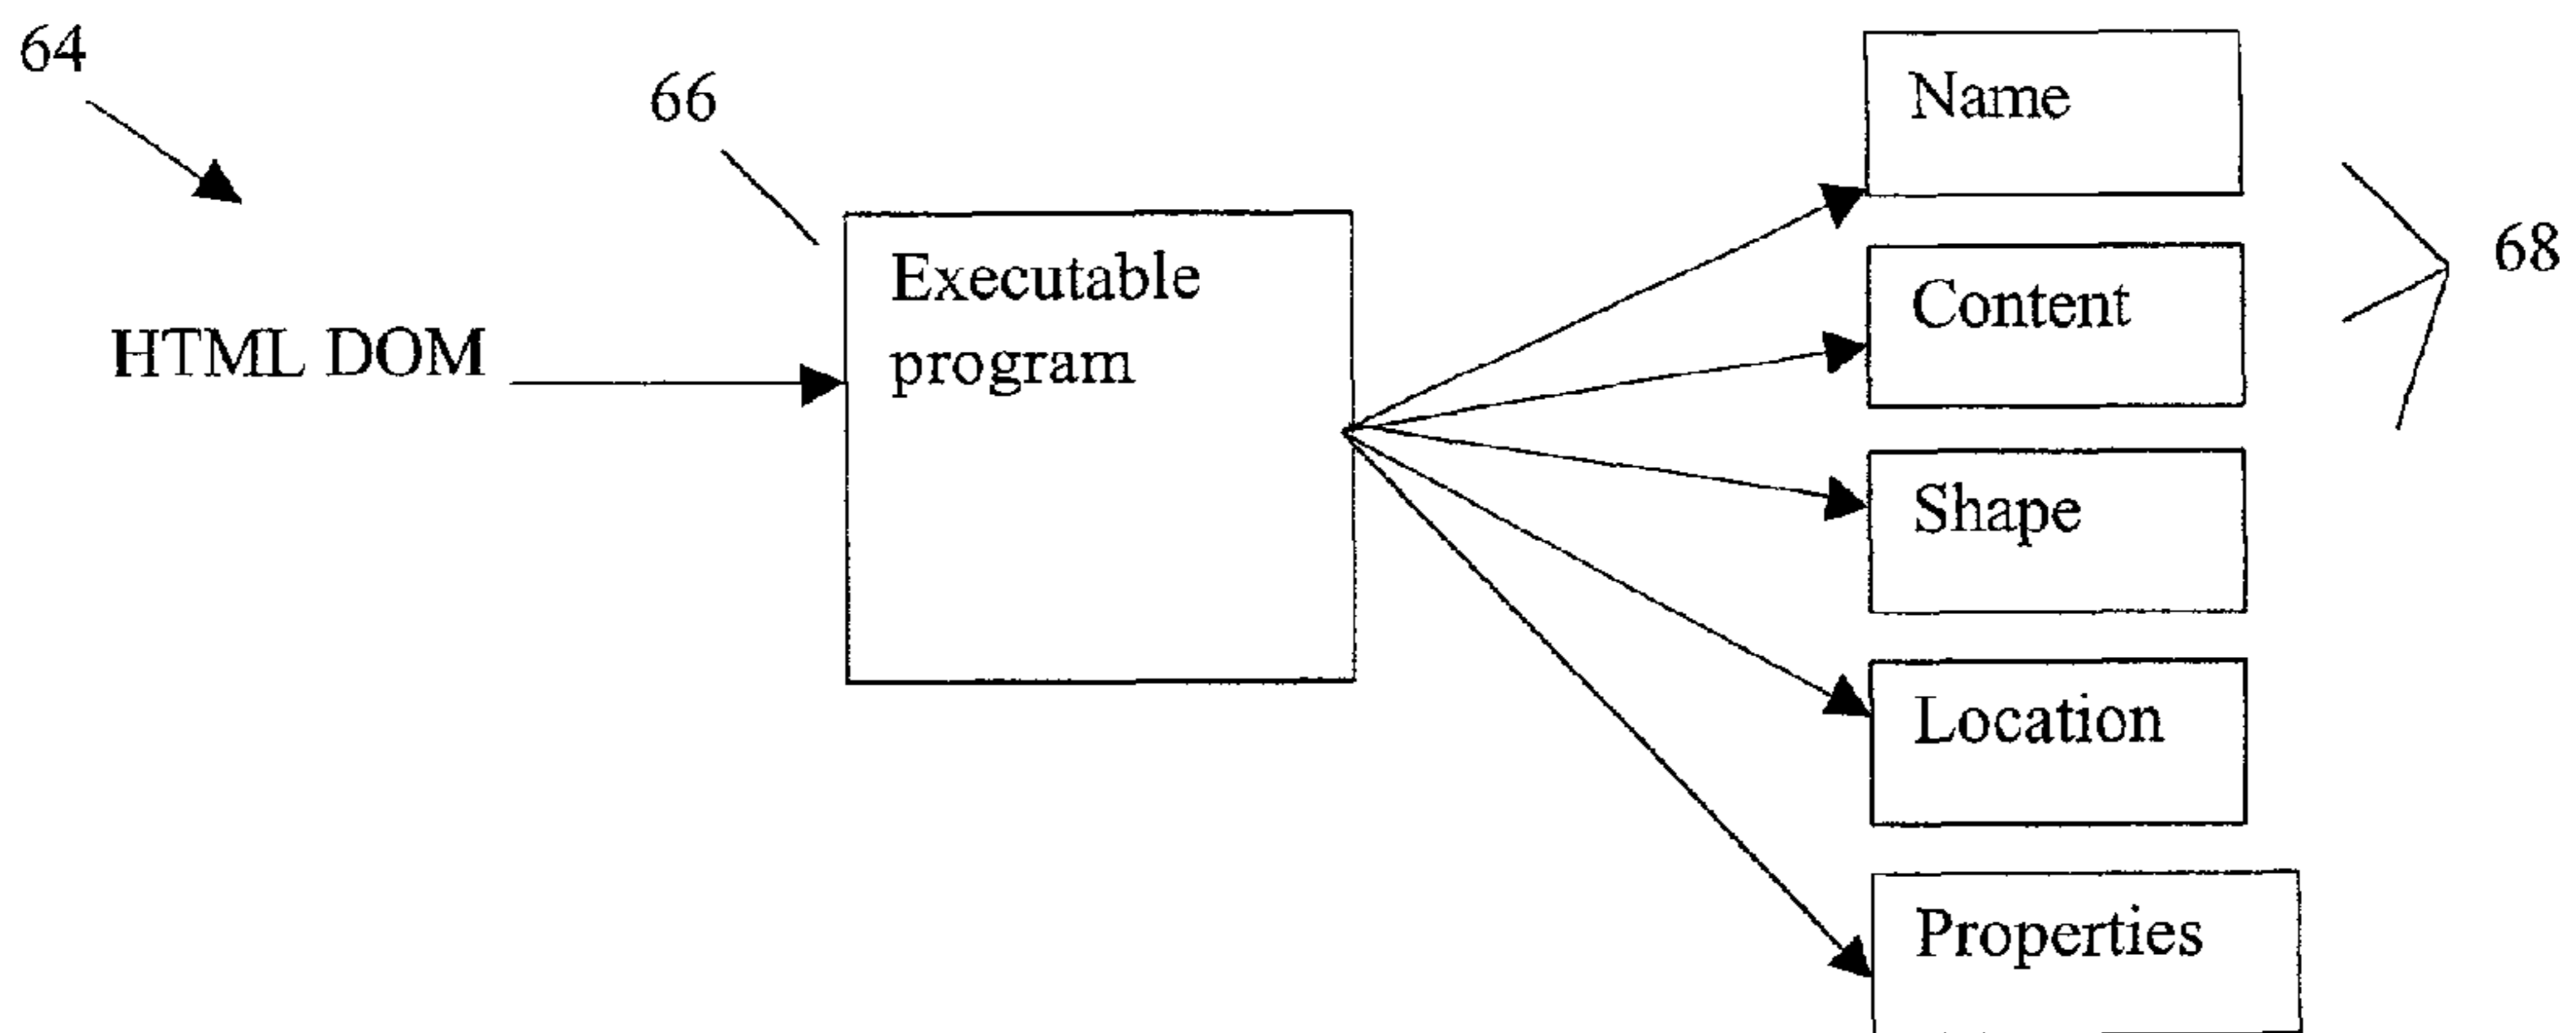 64
66
HTML DOM
Executable
program
Name
Content
Shape
Location
Properties
68